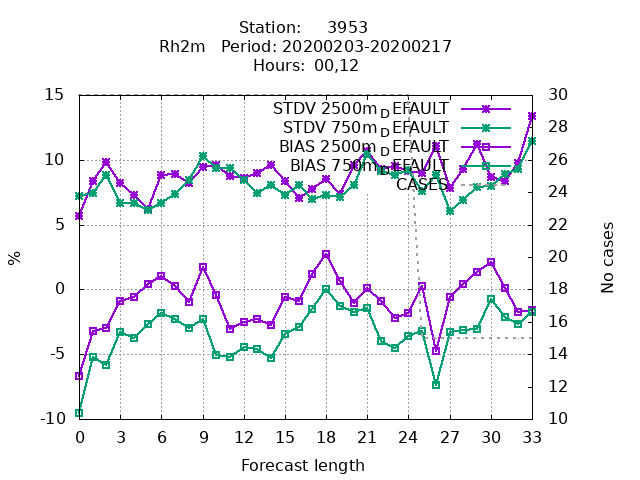 Station:     3953
Rh2m   Period: 20200203-20200217
Hours:  00,12
STDV 2500m_DEFAULT
STDV 750m_DEFAULT
BIAS 2500m_DEFAULT
BIAS 750m_DEFAULT
CASES
15
10
5
0
-5
-10
%
30
28
26
24
22
20
18
16
14
12
10
No cases
0 3 6 9 12 15 18 21 24 27 30 33
Forecast length